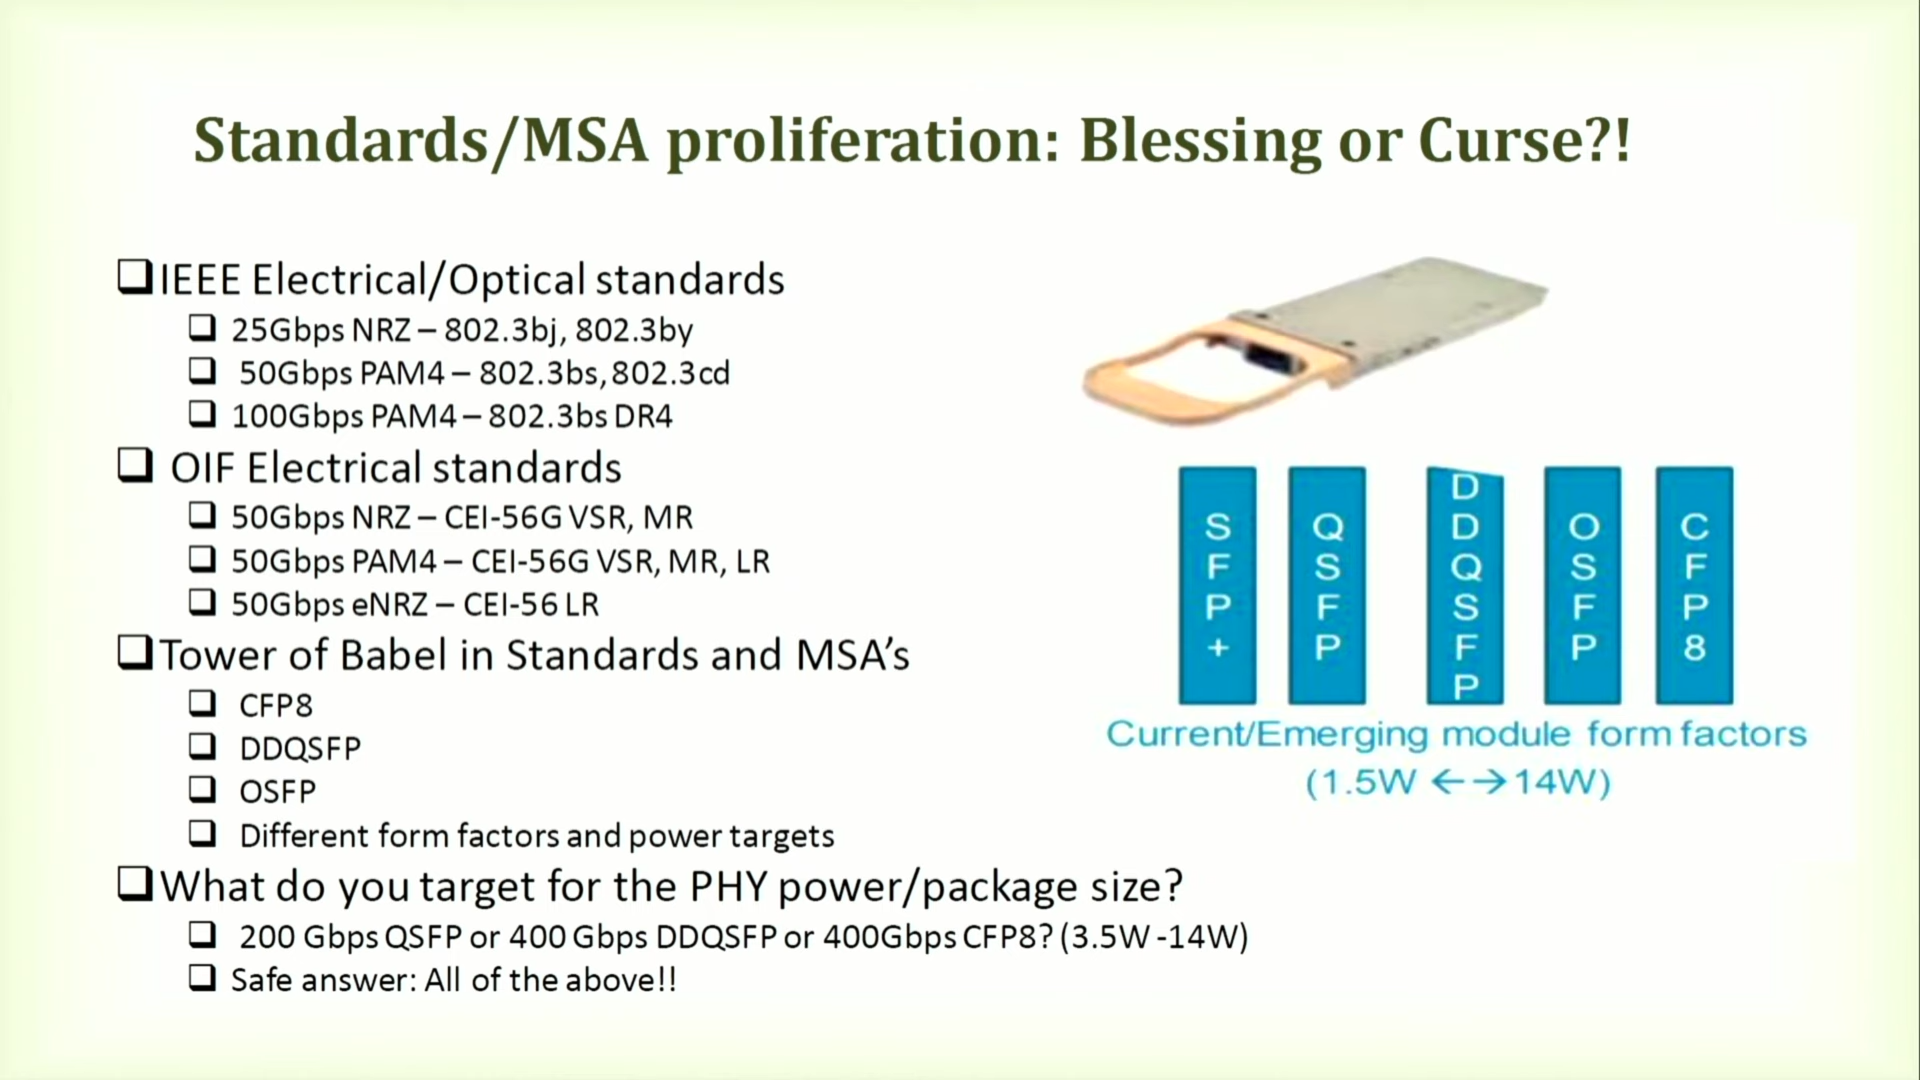 Standards/MSA proliferation: Blessing or Curse?!
IEEE Electrical/Optical standards
25Gbps NRZ – 802.3bj, 802.3by
50Gbps PAM4 – 802.3bs, 802.3cd
100Gbps PAM4 – 802.3bs DR4
OIF Electrical standards
50Gbps NRZ – CEI-56G VSR, MR
50Gbps PAM4 – CEI-56G VSR, MR, LR
50Gbps eNRZ – CEI-56 LR
Tower of Babel in Standards and MSA's
CFP8
DDQSFP
OSFP
Different form factors and power targets
What do you target for the PHY power/package size?
200 Gbps QSFP or 400 Gbps DDQSFP or 400Gbps CFP8? (3.5W -14W)
Safe answer: All of the above!!
SFP+
QSFP
DDQSFP
OSFP
CFP8
Current/Emerging module form factors
(1.5W ←→14W)